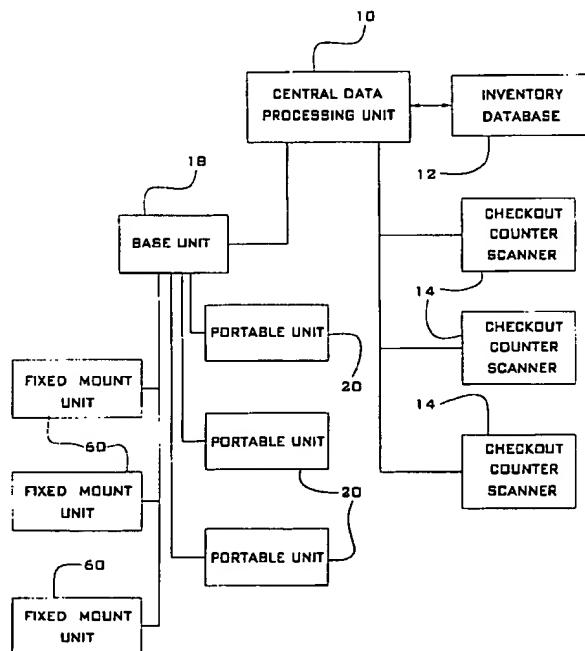 10
CENTRAL DATA
PROCESSING UNIT
INVENTORY
DATABASE
12
18
BASE UNIT
CHECKOUT
COUNTER
SCANNER
14
CHECKOUT
COUNTER
SCANNER
PORTABLE UNIT
20
FIXED MOUNT
UNIT
14
CHECKOUT
COUNTER
SCANNER
60
PORTABLE UNIT
FIXED MOUNT
UNIT
20
PORTABLE UNIT
60
FIXED MOUNT
UNIT